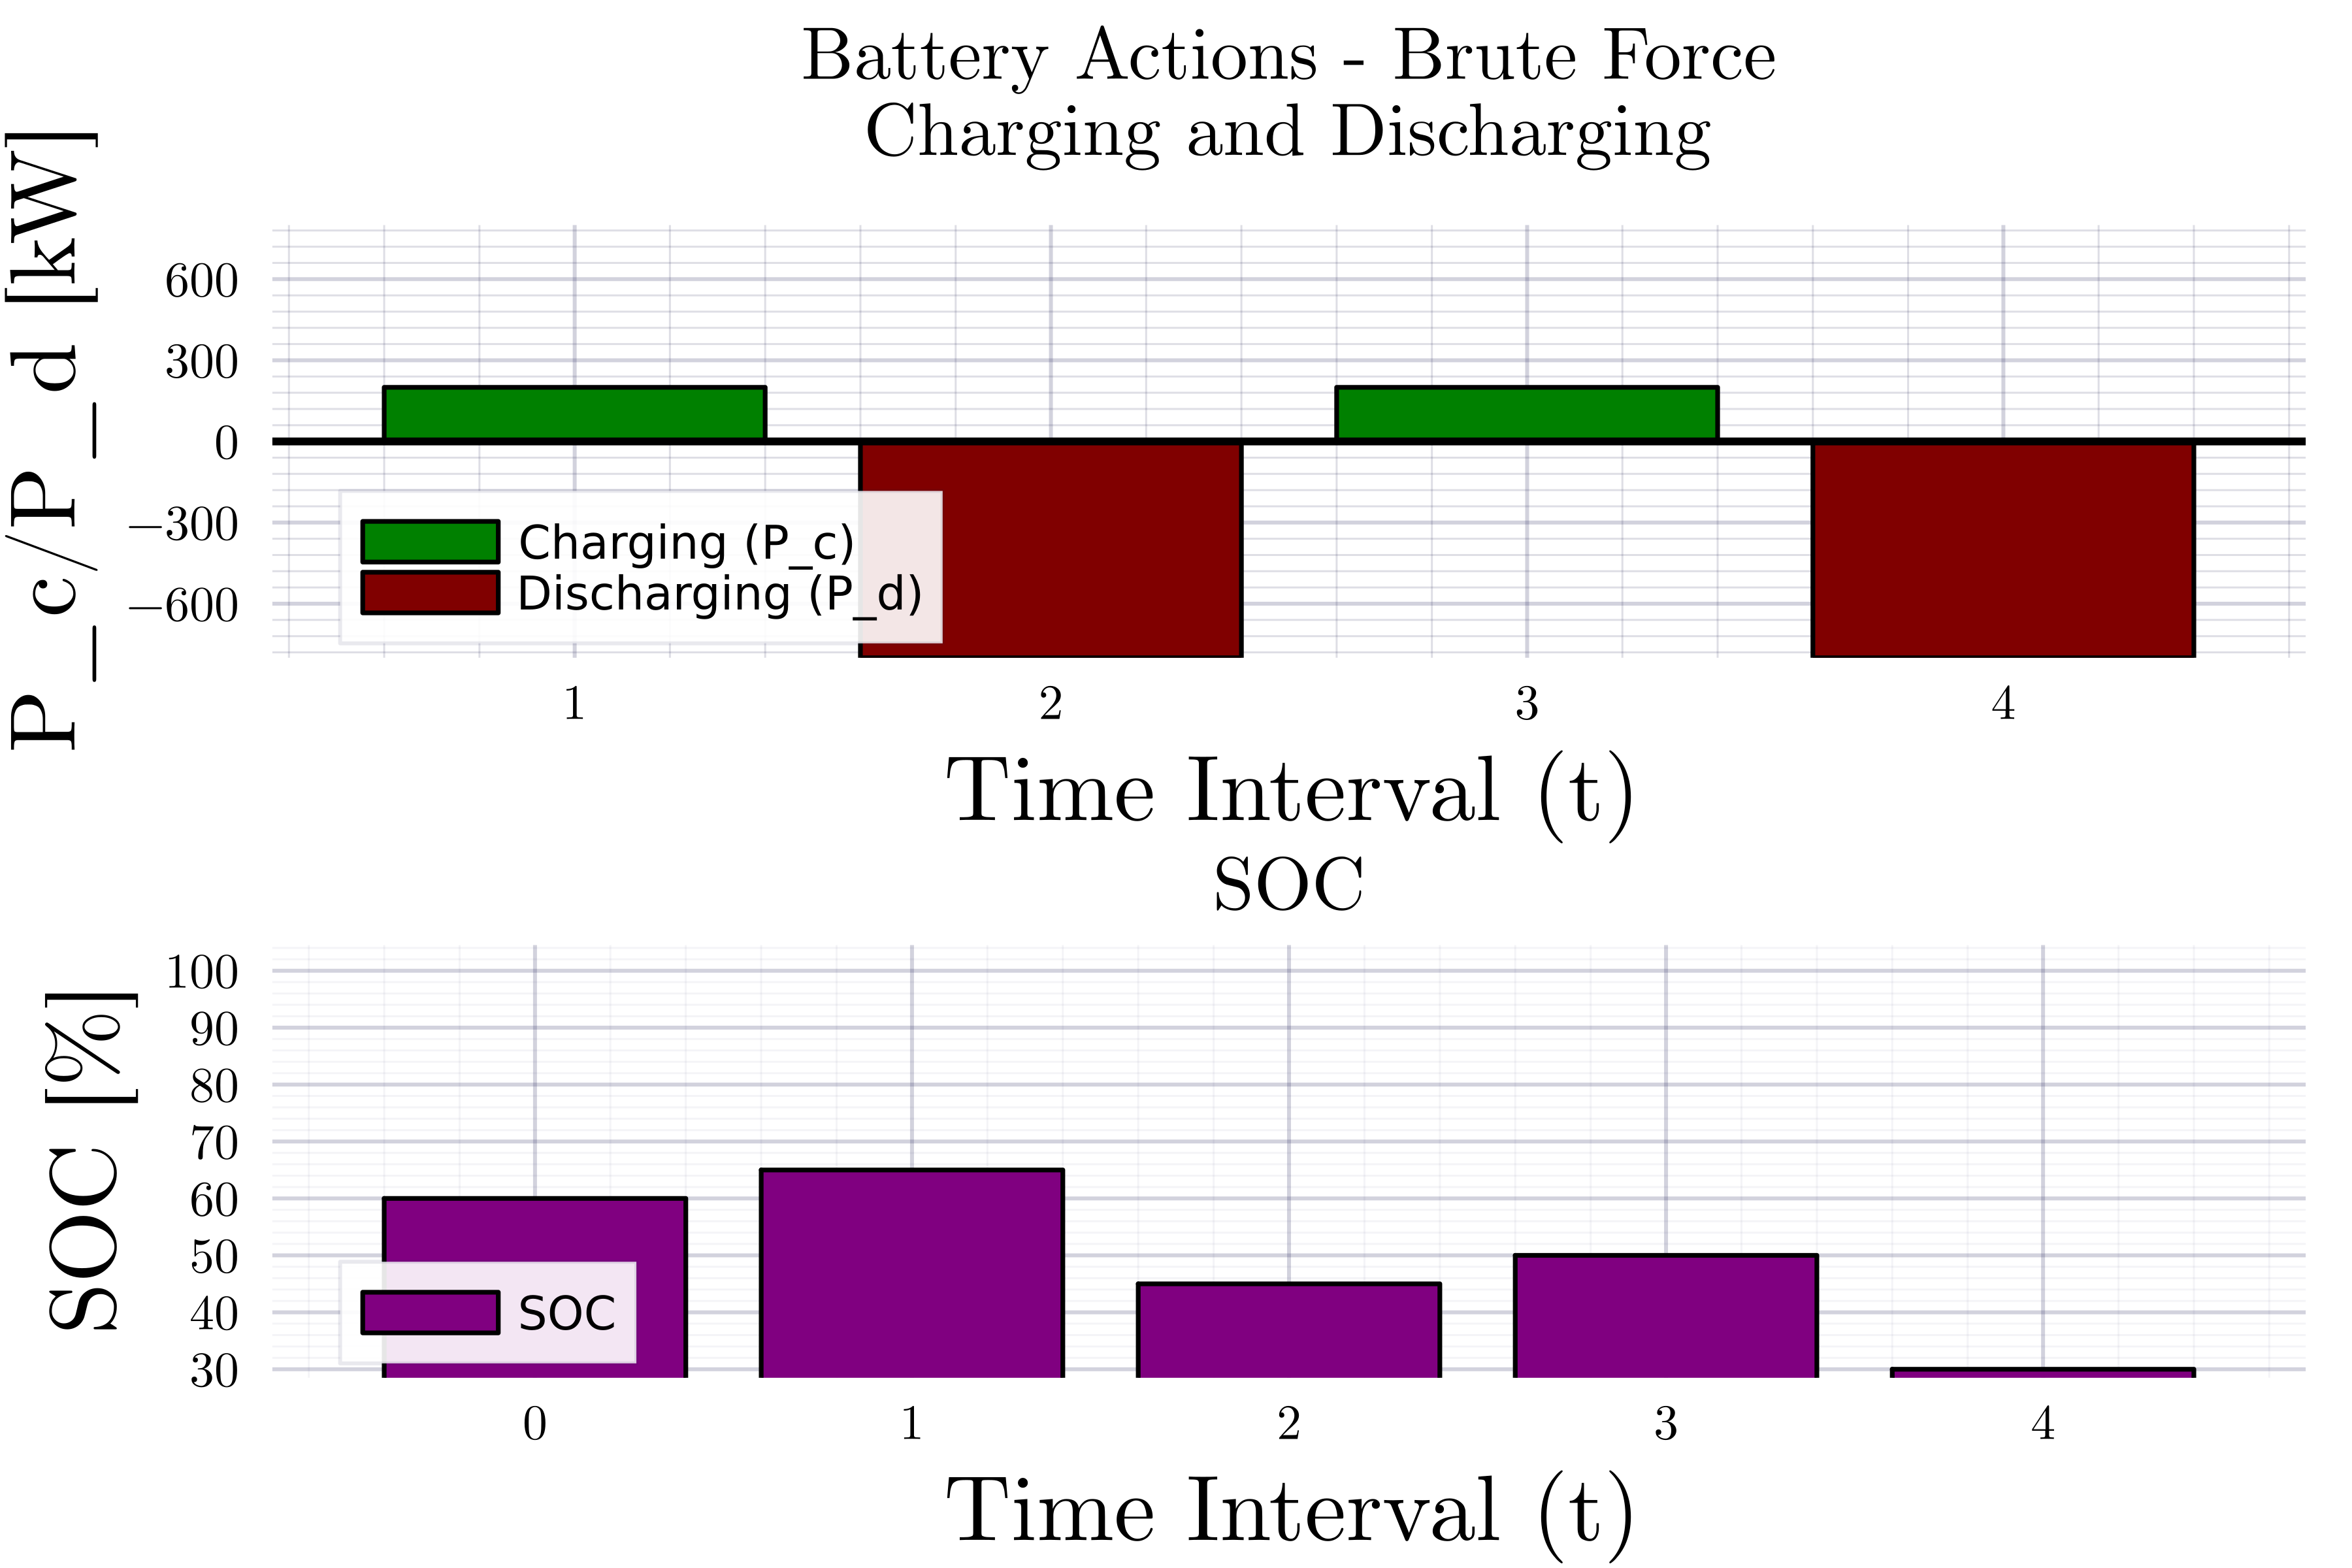 Battery Actions - Brute Force
Charging and Discharging
P_c/P_d [kW]
600
300
0
−300
−600
Charging (P_c)
Discharging (P_d)
1 2 3 4
Time Interval (t)
SOC
SOC [%]
100
90
80
70
60
50
40
30
SOC
0 1 2 3 4
Time Interval (t)